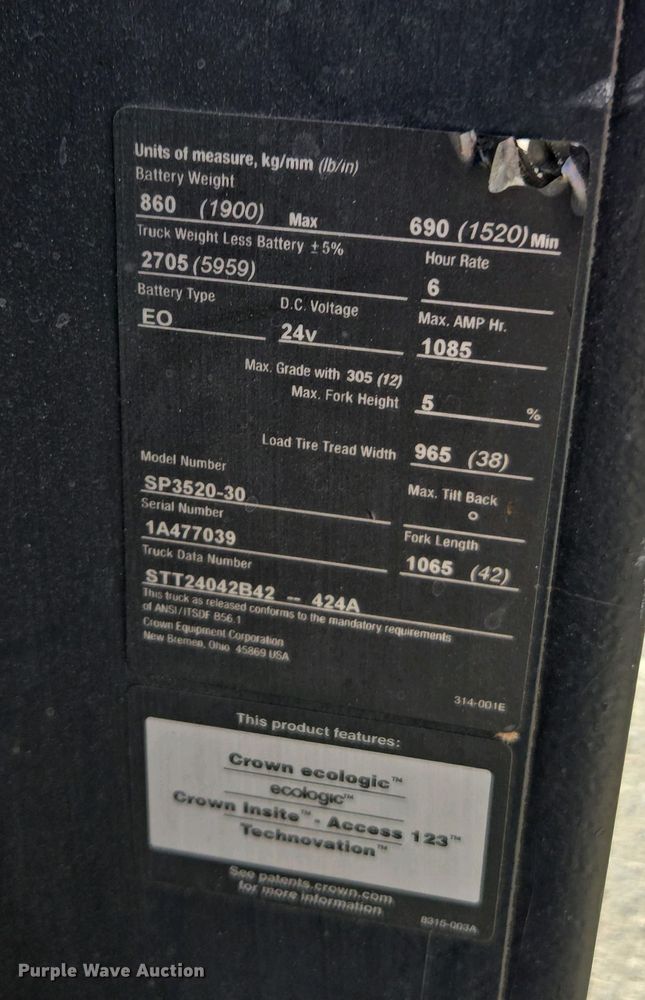 Units of measure, kg/mm (lb/in)
Battery Weight
860 (1900) Max 690 (1520) Min
Truck Weight Less Battery ±5% Hour Rate
2705 (5959) 6
Battery Type D.C. Voltage Max. AMP Hr.
EO 24v 1085
Max. Grade with 305 (12)
Max. Fork Height 5 %
Load Tire Tread Width 965 (38)
Model Number Max. Tilt Back
SP3520-30 °
Serial Number Fork Length
1A477039 1065 (42)
Truck Data Number
STT24042B42 -- 424A
This truck as released conforms to the mandatory requirements
of ANSI/ITSDF B56.1
Crown Equipment Corporation
New Bremen, Ohio 45869 USA
314-001E
This product features:
Crown ecologic™
ecologic™
Crown Insite™ - Access 123™
Technovation™
See patents.crown.com
for more information
8315-003A
Purple Wave Auction